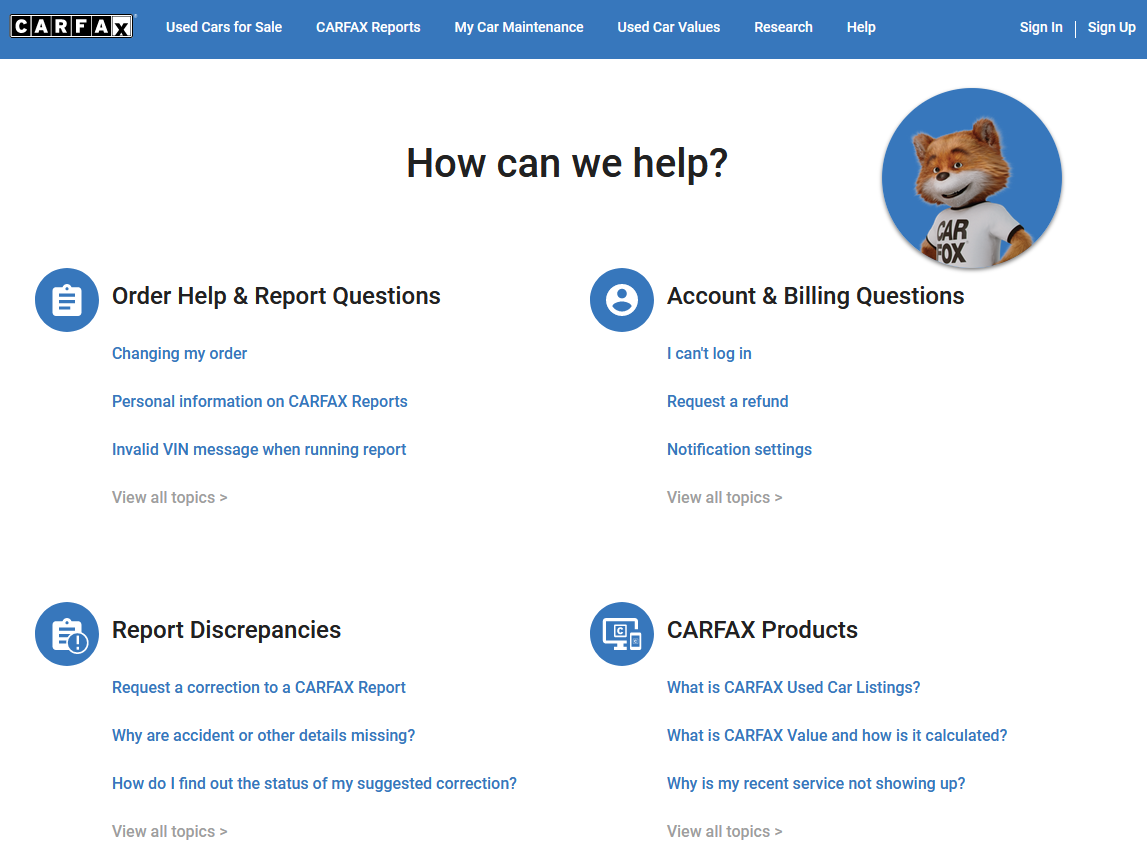 CARFAX
Used Cars for Sale
CARFAX Reports
My Car Maintenance
Used Car Values
Research
Help
Sign In
Sign Up
How can we help?
CAR
FOX
Order Help & Report Questions
Changing my order
Personal information on CARFAX Reports
Invalid VIN message when running report
View all topics >
Account & Billing Questions
I can't log in
Request a refund
Notification settings
View all topics >
Report Discrepancies
Request a correction to a CARFAX Report
Why are accident or other details missing?
How do I find out the status of my suggested correction?
View all topics >
CARFAX Products
What is CARFAX Used Car Listings?
What is CARFAX Value and how is it calculated?
Why is my recent service not showing up?
View all topics >